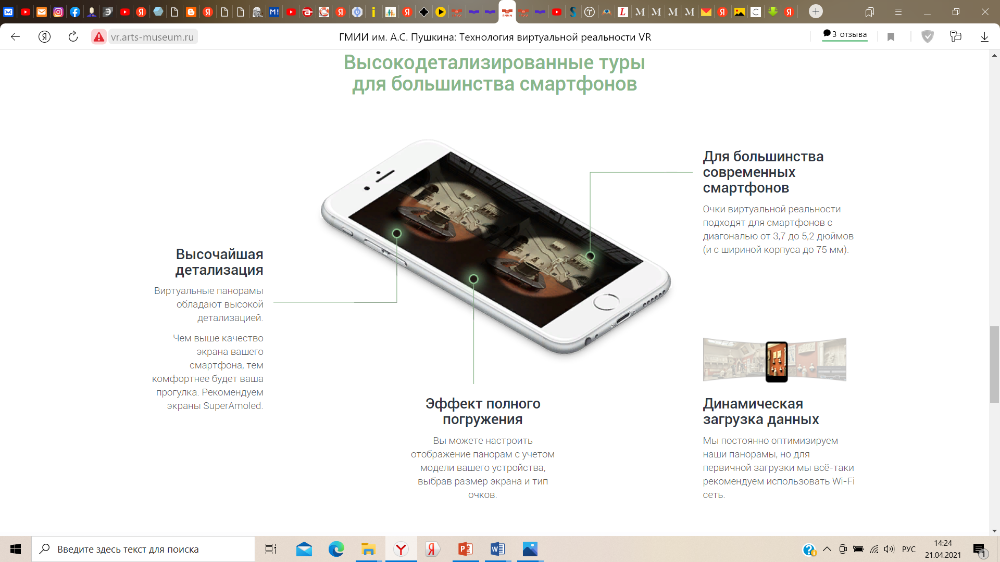 vr.arts-museum.ru
ГМИИ им. А.С. Пушкина: Технология виртуальной реальности VR
3 отзыва
Высокодетализированные туры
для большинства смартфонов
Для большинства
современных
смартфонов
Очки виртуальной реальности
подходят для смартфонов с
диагональю от 3,7 до 5,2 дюймов
(и с шириной корпуса до 75 мм).
Высочайшая
детализация
Виртуальные панорамы
обладают высокой
детализацией.
Чем выше качество
экрана вашего
смартфона, тем
комфортнее будет ваша
прогулка. Рекомендуем
экраны SuperAmoled.
Эффект полного
погружения
Вы можете настроить
отображение панорам с учетом
модели вашего устройства,
выбрав размер экрана и тип
очков.
Динамическая
загрузка данных
Мы постоянно оптимизируем
наши панорамы, но для
первичной загрузки мы всё-таки
рекомендуем использовать Wi-Fi
сеть.
Введите здесь текст для поиска
РУС
14:24
21.04.2021
1